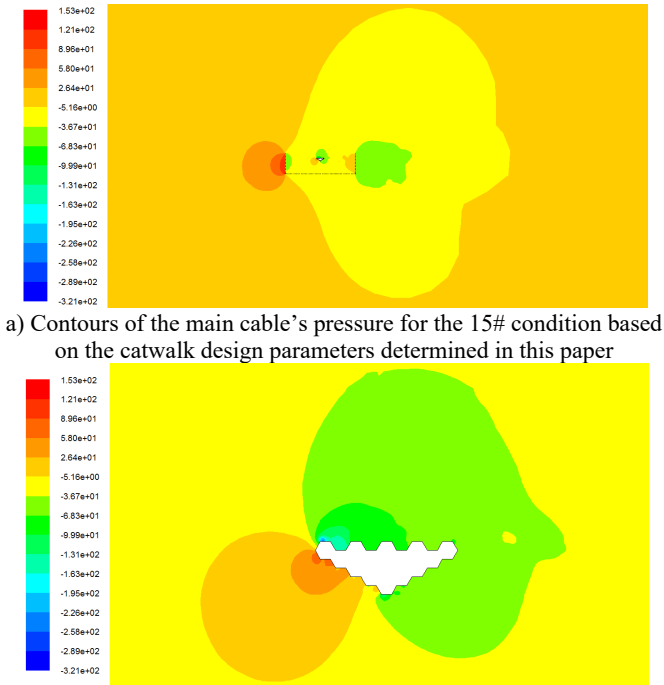 1.53e+02
1.21e+02
8.96e+01
5.80e+01
2.64e+01
-5.16e+00
-3.67e+01
-6.83e+01
-9.99e+01
-1.31e+02
-1.63e+02
-1.95e+02
-2.26e+02
-2.58e+02
-2.89e+02
-3.21e+02
a) Contours of the main cable’s pressure for the 15# condition based
on the catwalk design parameters determined in this paper
1.53e+02
1.21e+02
8.96e+01
5.80e+01
2.64e+01
-5.16e+00
-3.67e+01
-6.83e+01
-9.99e+01
-1.31e+02
-1.63e+02
-1.95e+02
-2.26e+02
-2.58e+02
-2.89e+02
-3.21e+02